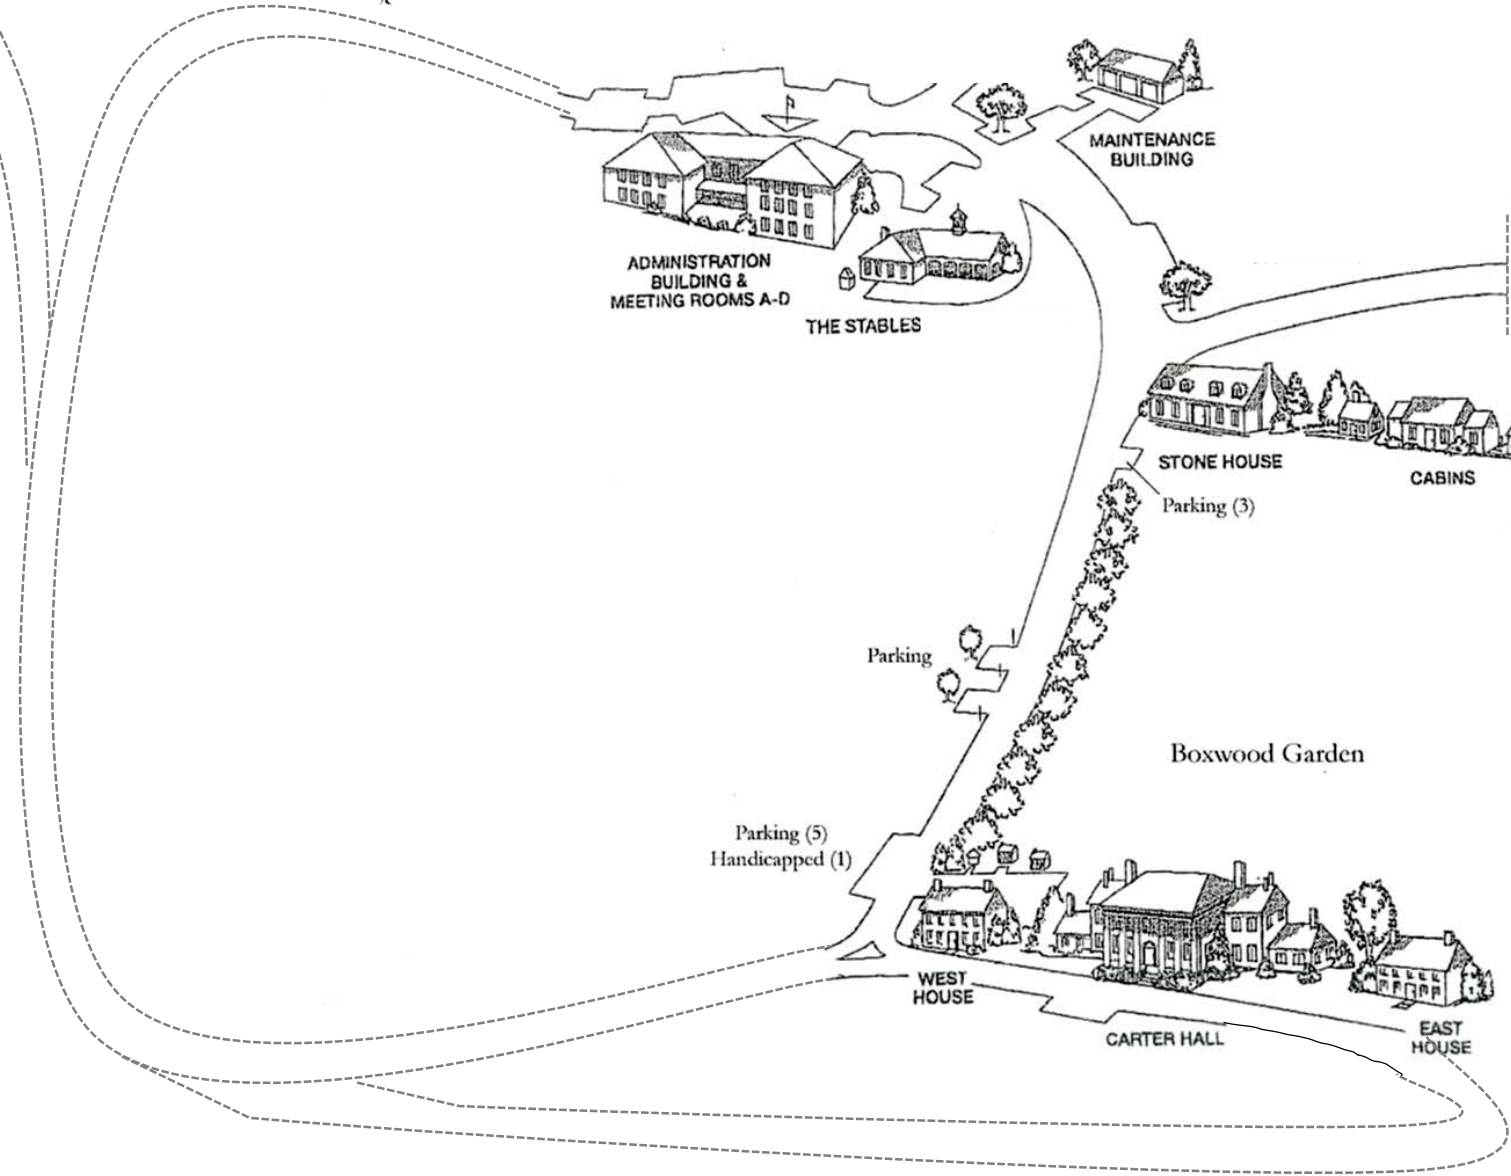 MAINTENANCE
BUILDING
ADMINISTRATION
BUILDING &
MEETING ROOMS A-D
THE STABLES
STONE HOUSE
CABINS
Parking (3)
Parking
Boxwood Garden
Parking (5)
Handicapped (1)
WEST
HOUSE
CARTER HALL
EAST
HOUSE